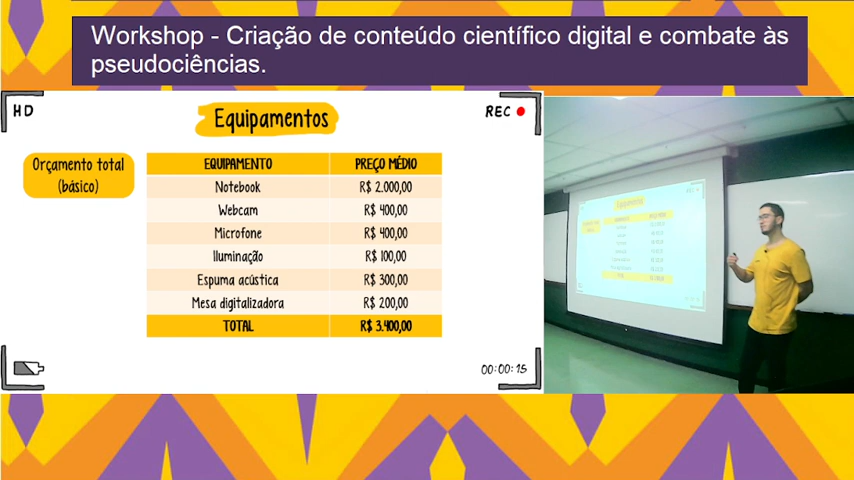 Workshop - Criação de conteúdo científico digital e combate às
pseudociências.
HD
Equipamentos
REC
Orçamento total
(básico)
EQUIPAMENTO PREÇO MÉDIO
Notebook R$ 2.000,00
Webcam R$ 400,00
Microfone R$ 400,00
Iluminação R$ 100,00
Espuma acústica R$ 300,00
Mesa digitalizadora R$ 200,00
TOTAL R$ 3.400,00
00:00:15
Equipamentos